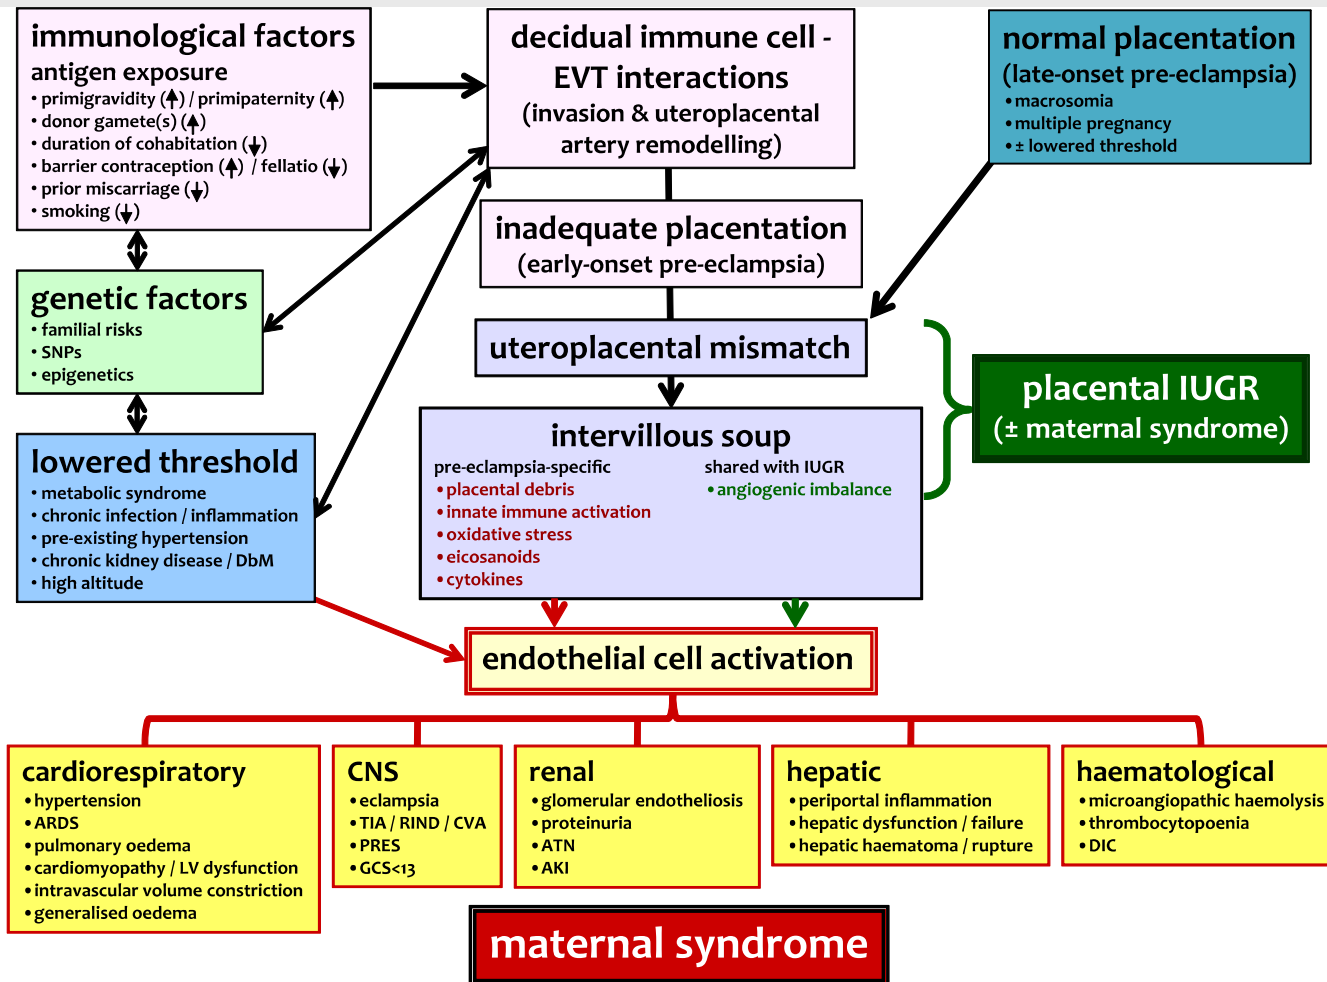 immunological factors
antigen exposure
• primigravidity (↑) / primipaternity (↑)
• donor gamete(s) (↑)
• duration of cohabitation (↓)
• barrier contraception (↑) / fellatio (↓)
• prior miscarriage (↓)
• smoking (↓)
decidual immune cell -
EVT interactions
(invasion & uteroplacental
artery remodelling)
normal placentation
(late-onset pre-eclampsia)
• macrosomia
• multiple pregnancy
• ± lowered threshold
inadequate placentation
(early-onset pre-eclampsia)
genetic factors
• familial risks
• SNPs
• epigenetics
uteroplacental mismatch
placental IUGR
(± maternal syndrome)
lowered threshold
• metabolic syndrome
• chronic infection / inflammation
• pre-existing hypertension
• chronic kidney disease / DbM
• high altitude
intervillous soup
pre-eclampsia-specific
• placental debris
• innate immune activation
• oxidative stress
• eicosanoids
• cytokines
shared with IUGR
• angiogenic imbalance
endothelial cell activation
cardiorespiratory
• hypertension
• ARDS
• pulmonary oedema
• cardiomyopathy / LV dysfunction
• intravascular volume constriction
• generalised oedema
CNS
• eclampsia
• TIA / RIND / CVA
• PRES
• GCS<13
renal
• glomerular endotheliosis
• proteinuria
• ATN
• AKI
hepatic
• periportal inflammation
• hepatic dysfunction / failure
• hepatic haematoma / rupture
haematological
• microangiopathic haemolysis
• thrombocytopoenia
• DIC
maternal syndrome